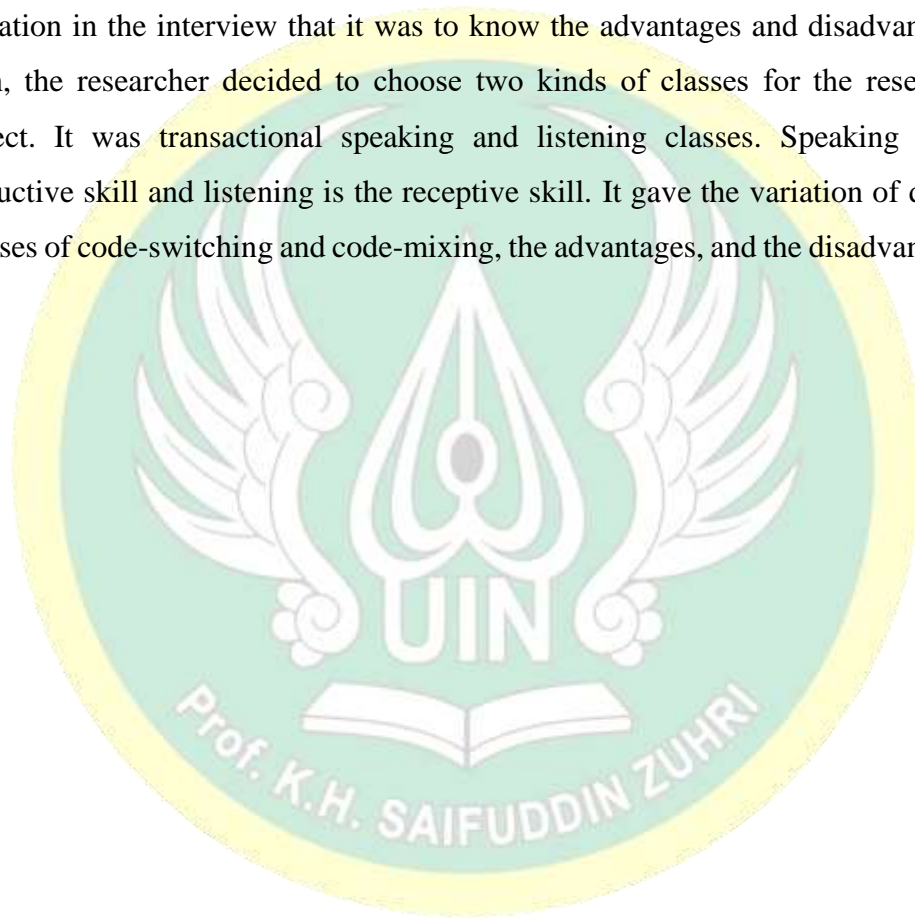 ation in the interview that it was to know the advantages and disadvan
, the researcher decided to choose two kinds of classes for the rese
ect. It was transactional speaking and listening classes. Speaking
uctive skill and listening is the receptive skill. It gave the variation of
ses of code-switching and code-mixing, the advantages, and the disadvan
UIN
Prof. K.H. SAIFUDDIN ZUHRI